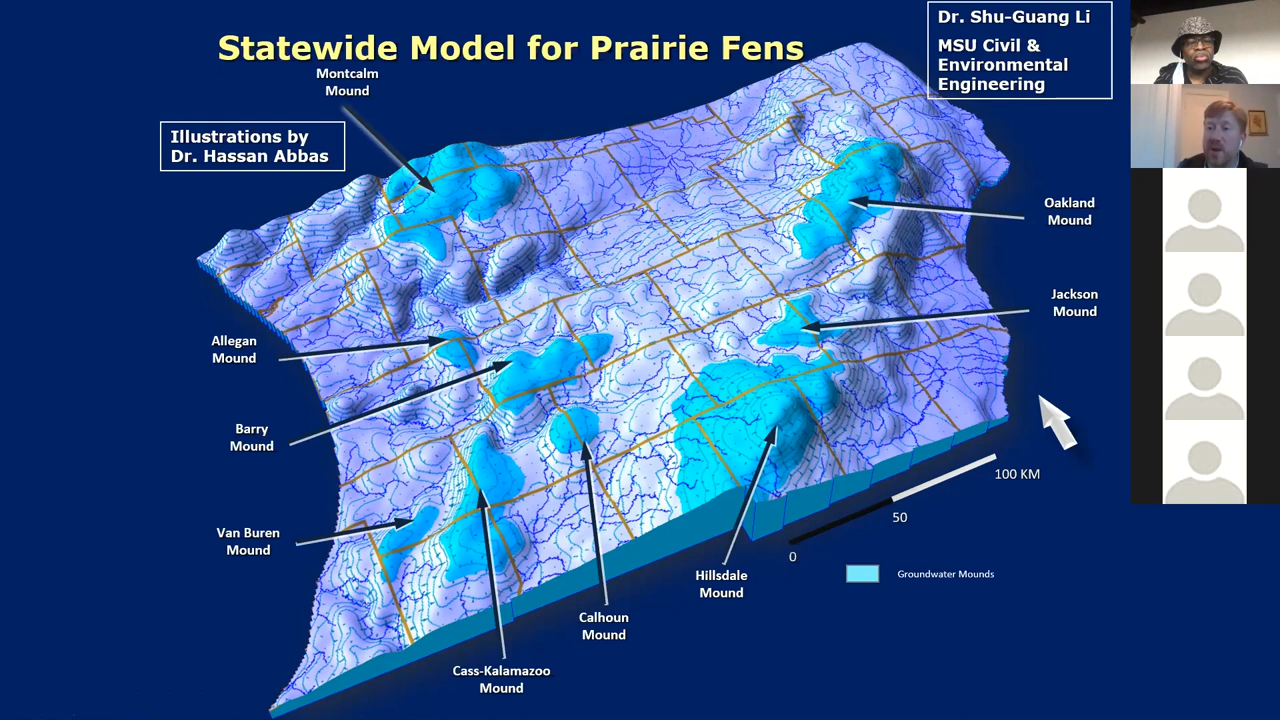 Statewide Model for Prairie Fens
Dr. Shu-Guang Li
MSU Civil &
Environmental
Engineering
Illustrations by
Dr. Hassan Abbas
Montcalm
Mound
Oakland
Mound
Jackson
Mound
Allegan
Mound
Barry
Mound
Van Buren
Mound
Cass-Kalamazoo
Mound
Calhoun
Mound
Hillsdale
Mound
0
50
100 KM
Groundwater Mounds